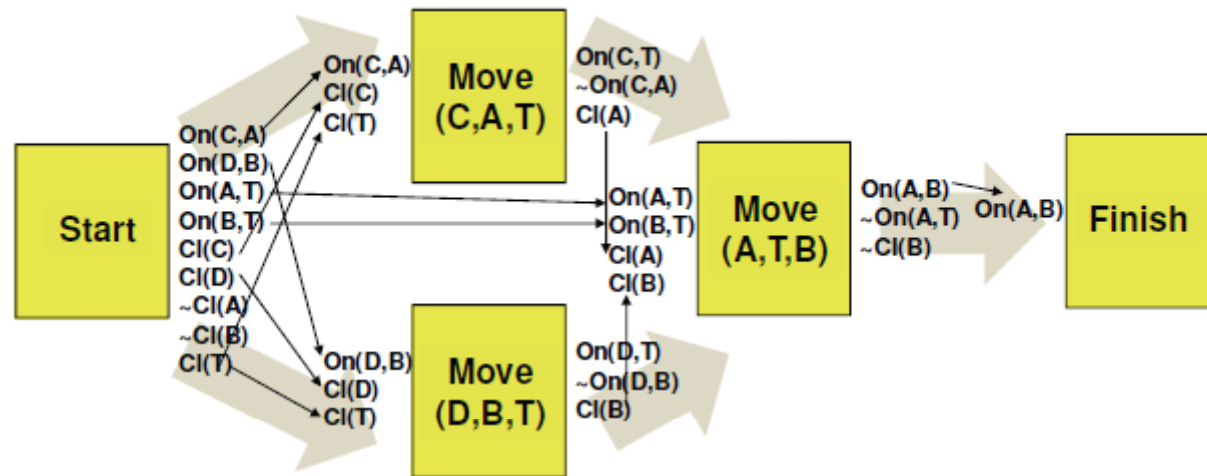 Start
On(C,A)
On(D,B)
On(A,T)
On(B,T)
Cl(C)
Cl(D)
~Cl(A)
~Cl(B)
Cl(T)
On(C,A)
Cl(C)
Cl(T)
Move
(C,A,T)
On(C,T)
~On(C,A)
Cl(A)
On(D,B)
Cl(D)
Cl(T)
Move
(D,B,T)
On(D,T)
~On(D,B)
Cl(B)
On(A,T)
On(B,T)
Cl(A)
Cl(B)
Move
(A,T,B)
On(A,B)
~On(A,T)
~Cl(B)
On(A,B)
Finish